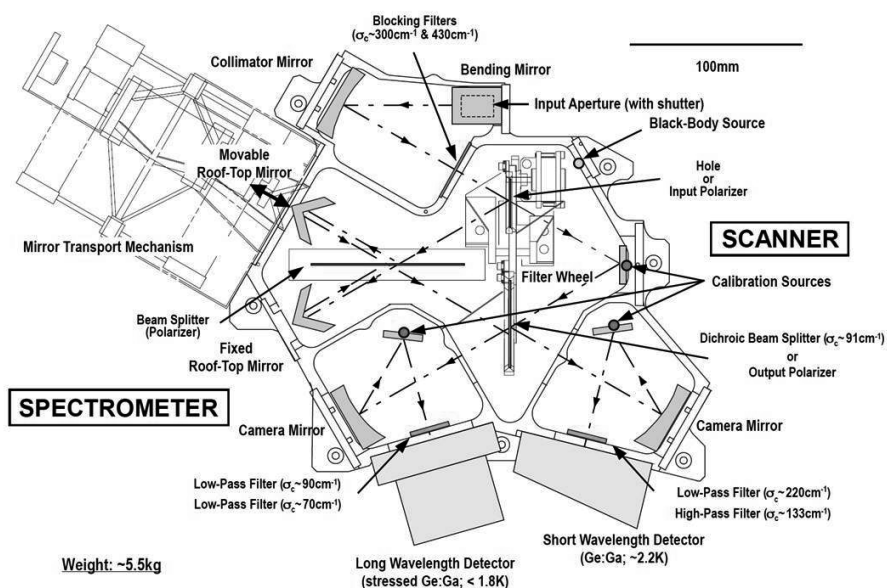 Blocking Filters
(σc~300cm-1 & 430cm-1)
Collimator Mirror
Bending Mirror
100mm
Input Aperture (with shutter)
Black-Body Source
Movable
Roof-Top Mirror
Hole
or
Input Polarizer
Mirror Transport Mechanism
SCANNER
Filter Wheel
Calibration Sources
Beam Splitter
(Polarizer)
Fixed
Roof-Top Mirror
Dichroic Beam Splitter (σc~91cm-1)
or
Output Polarizer
SPECTROMETER
Camera Mirror
Camera Mirror
Low-Pass Filter (σc~90cm-1)
Low-Pass Filter (σc~70cm-1)
Low-Pass Filter (σc~220cm-1)
High-Pass Filter (σc~133cm-1)
Weight: ~5.5kg
Long Wavelength Detector
(stressed Ge:Ga; < 1.8K)
Short Wavelength Detector
(Ge:Ga; ~2.2K)